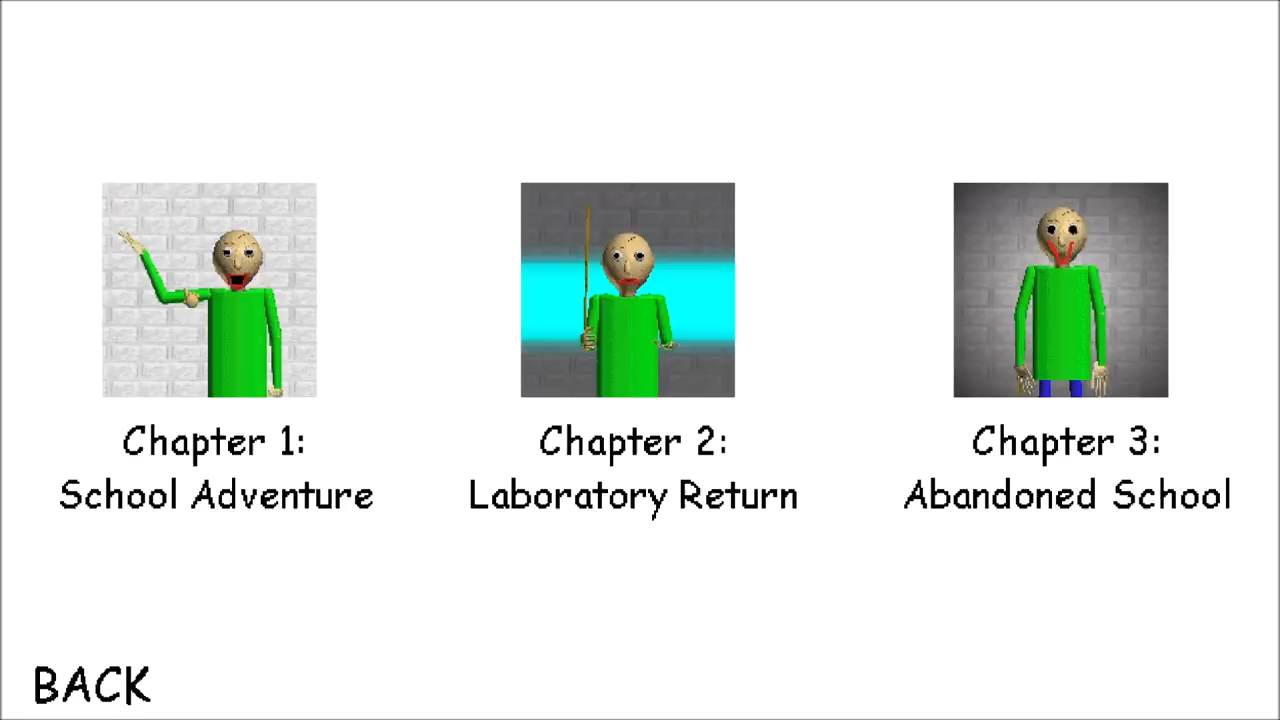 Chapter 1:
School Adventure
Chapter 2:
Laboratory Return
Chapter 3:
Abandoned School
BACK